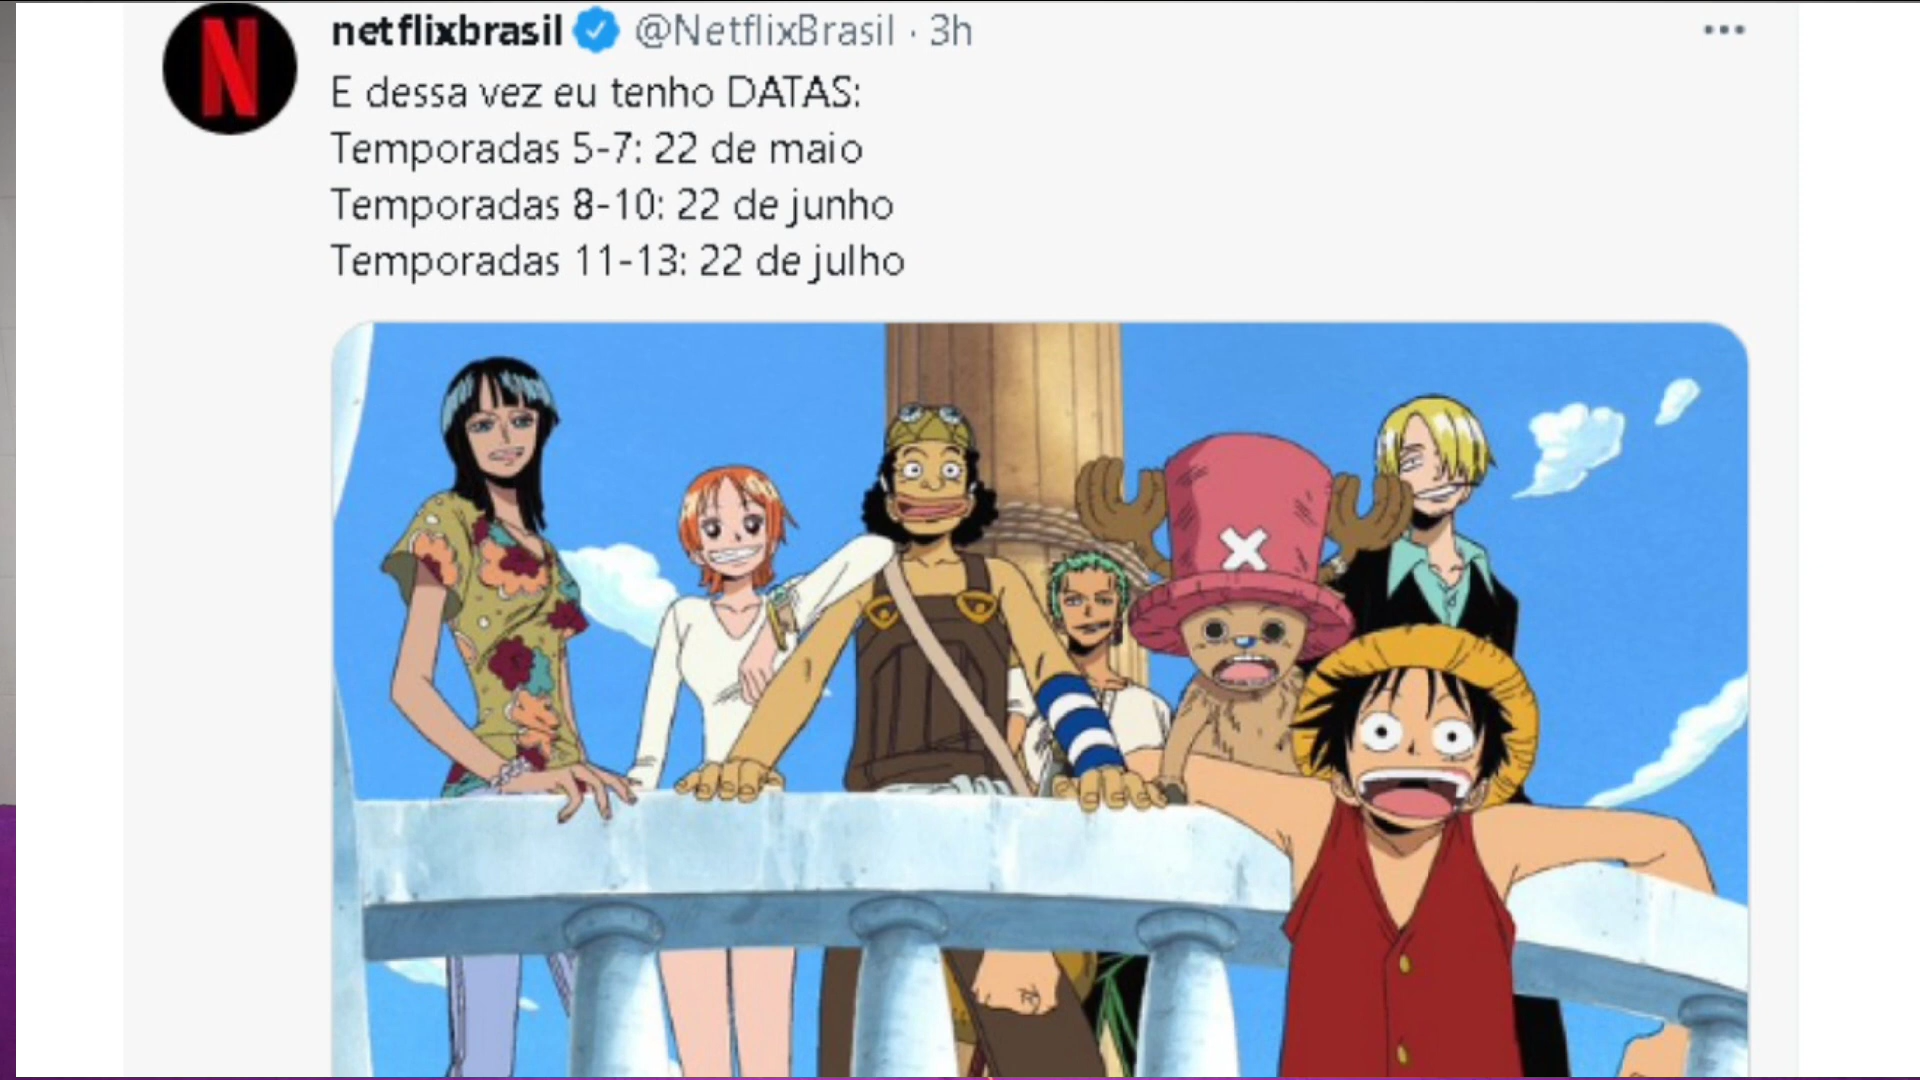 netflixbrasil @NetflixBrasil · 3h
E dessa vez eu tenho DATAS:
Temporadas 5-7: 22 de maio
Temporadas 8-10: 22 de junho
Temporadas 11-13: 22 de julho